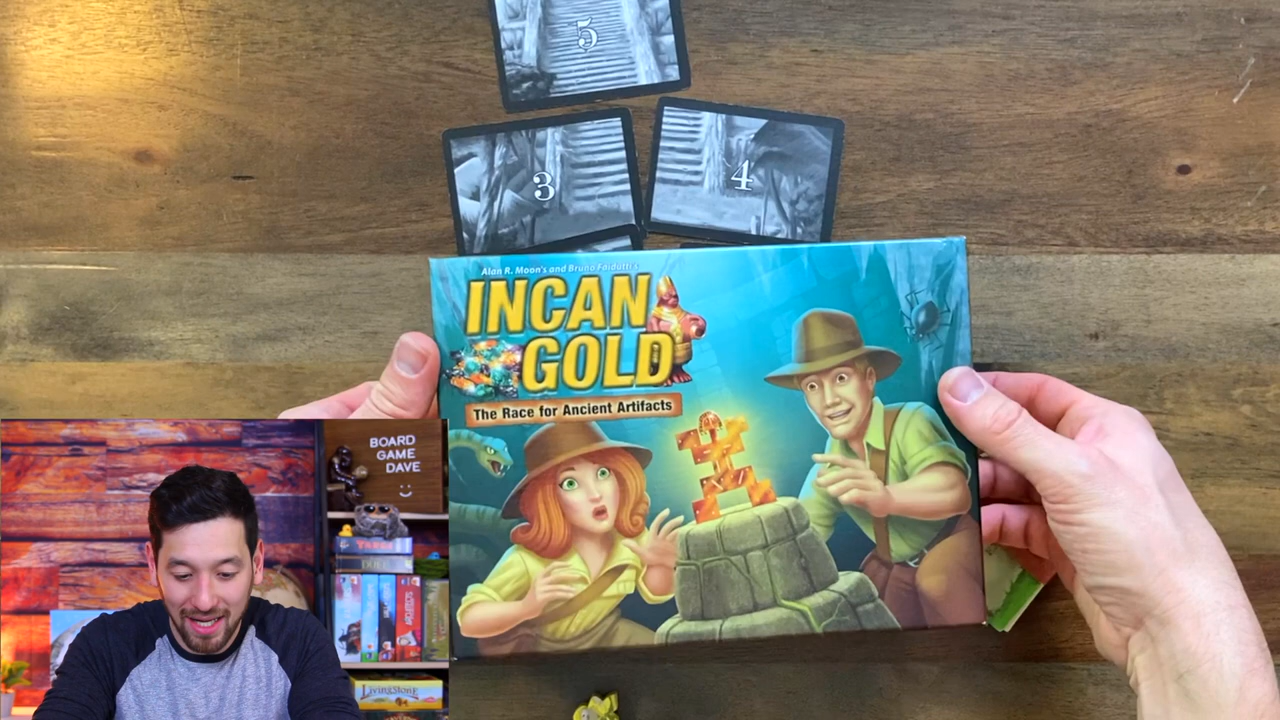 5
3
4
Alan R. Moon's and Bruno Faidutti's
INCAN
GOLD
The Race for Ancient Artifacts
BOARD
GAME
DAVE
LIVINGSTONE